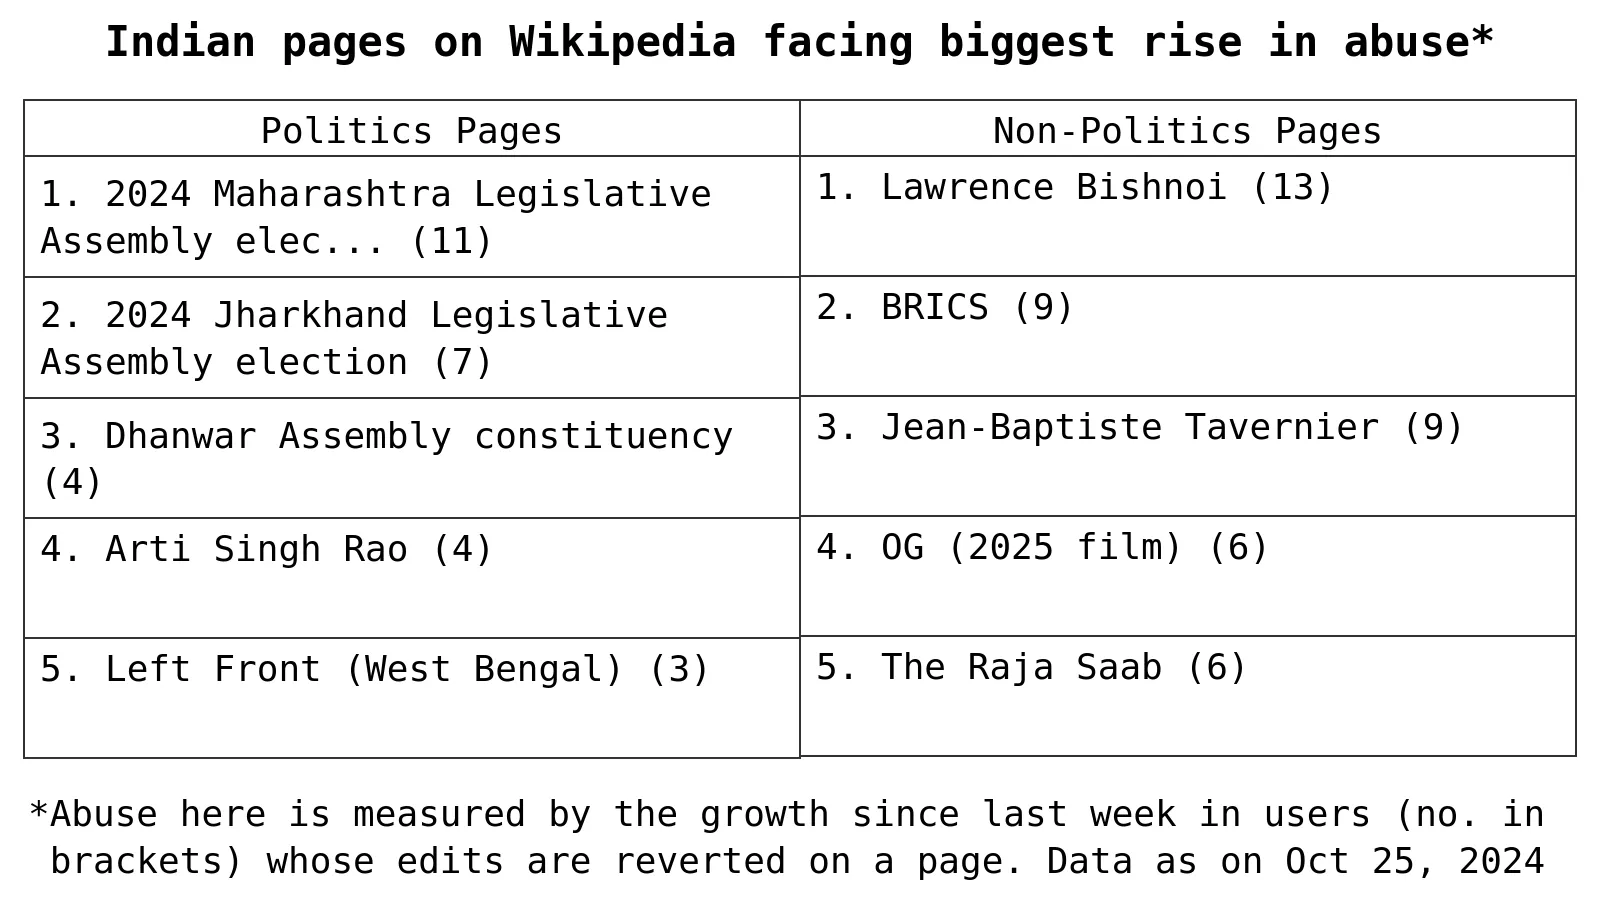 Indian pages on Wikipedia facing biggest rise in abuse*
Politics Pages
1. 2024 Maharashtra Legislative
Assembly elec... (11)
2. 2024 Jharkhand Legislative
Assembly election (7)
3. Dhanwar Assembly constituency
(4)
4. Arti Singh Rao (4)
5. Left Front (West Bengal) (3)
Non-Politics Pages
1. Lawrence Bishnoi (13)
2. BRICS (9)
3. Jean-Baptiste Tavernier (9)
4. OG (2025 film) (6)
5. The Raja Saab (6)
*Abuse here is measured by the growth since last week in users (no. in
brackets) whose edits are reverted on a page. Data as on Oct 25, 2024